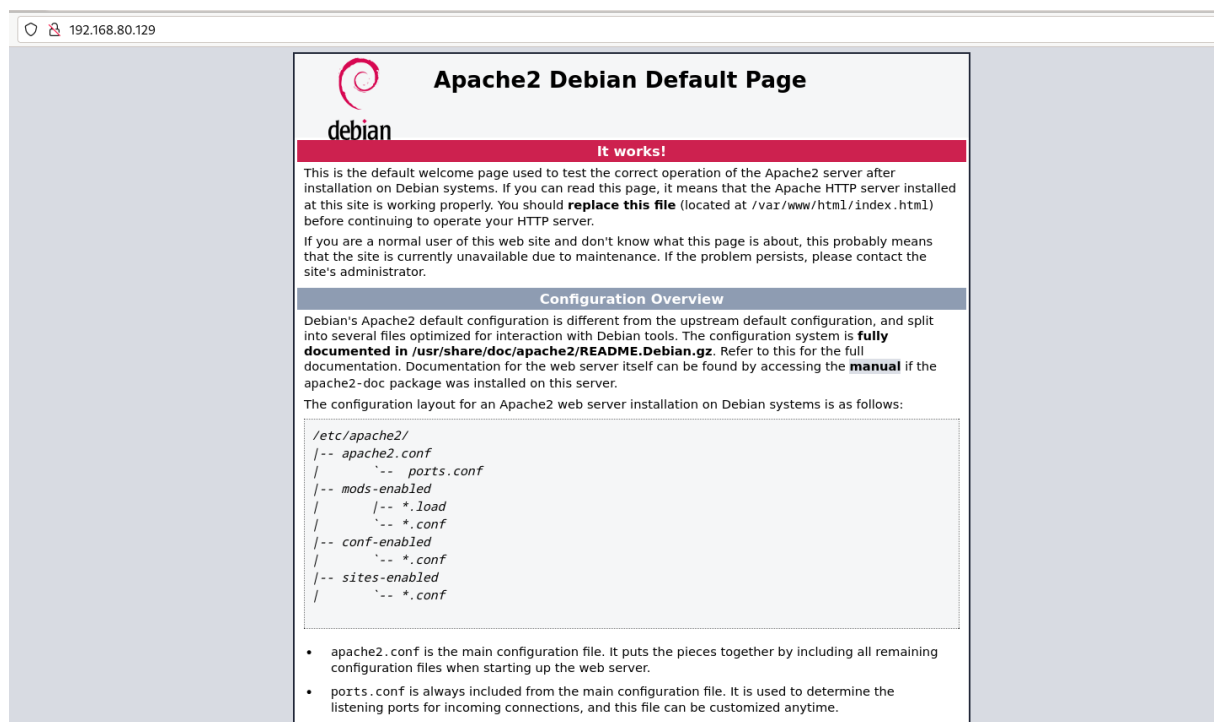 192.168.80.129
debian
Apache2 Debian Default Page
It works!
This is the default welcome page used to test the correct operation of the Apache2 server after
installation on Debian systems. If you can read this page, it means that the Apache HTTP server installed
at this site is working properly. You should replace this file (located at /var/www/html/index.html)
before continuing to operate your HTTP server.
If you are a normal user of this web site and don't know what this page is about, this probably means
that the site is currently unavailable due to maintenance. If the problem persists, please contact the
site's administrator.
Configuration Overview
Debian's Apache2 default configuration is different from the upstream default configuration, and split
into several files optimized for interaction with Debian tools. The configuration system is fully
documented in /usr/share/doc/apache2/README.Debian.gz. Refer to this for the full
documentation. Documentation for the web server itself can be found by accessing the manual if the
apache2-doc package was installed on this server.
The configuration layout for an Apache2 web server installation on Debian systems is as follows:
/etc/apache2/
|-- apache2.conf
|       `--  ports.conf
|-- mods-enabled
|       |-- *.load
|       `-- *.conf
|-- conf-enabled
|       `-- *.conf
|-- sites-enabled
|       `-- *.conf
• apache2.conf is the main configuration file. It puts the pieces together by including all remaining
configuration files when starting up the web server.
• ports.conf is always included from the main configuration file. It is used to determine the
listening ports for incoming connections, and this file can be customized anytime.